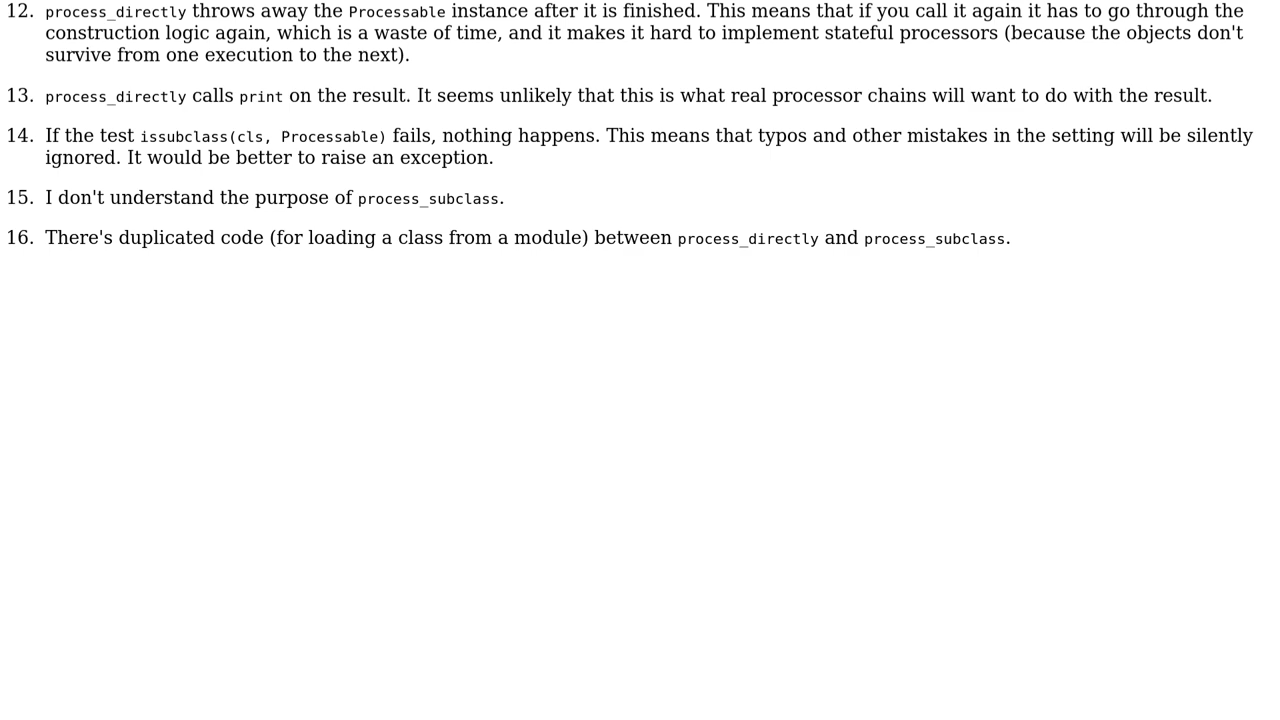 12. process_directly throws away the Processable instance after it is finished. This means that if you call it again it has to go through the
construction logic again, which is a waste of time, and it makes it hard to implement stateful processors (because the objects don't
survive from one execution to the next).
13. process_directly calls print on the result. It seems unlikely that this is what real processor chains will want to do with the result.
14. If the test issubclass(cls, Processable) fails, nothing happens. This means that typos and other mistakes in the setting will be silently
ignored. It would be better to raise an exception.
15. I don't understand the purpose of process_subclass.
16. There's duplicated code (for loading a class from a module) between process_directly and process_subclass.